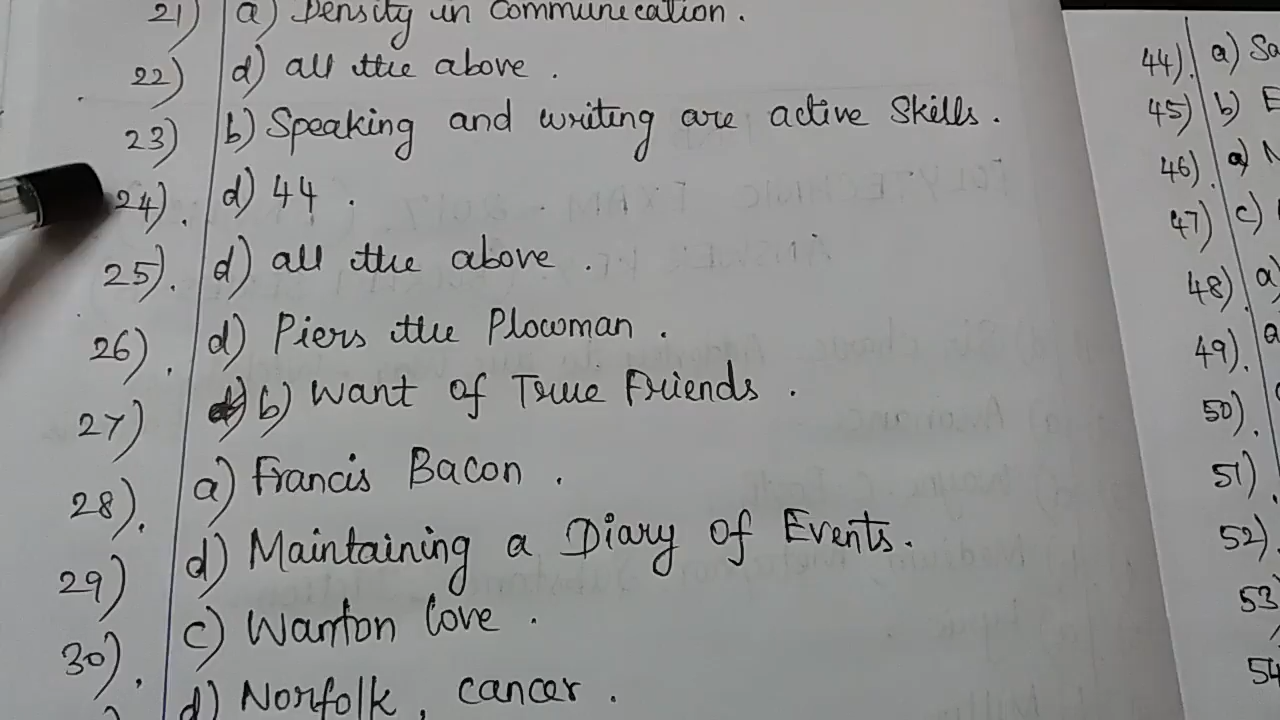 21) a) Density in Communication.
22) d) all the above.
23) b) Speaking and writing are active Skills.
24). d) 44.
25). d) all the above.
26). d) Piers the Plowman.
27) b) Want of True Friends.
28). a) Francis Bacon.
29) d) Maintaining a Diary of Events.
30). c) Wanton love.
d) Norfolk, cancer.
44). a)
45) b)
46). a)
47) c)
48). a)
49).
50).
51)
52).
53)
54